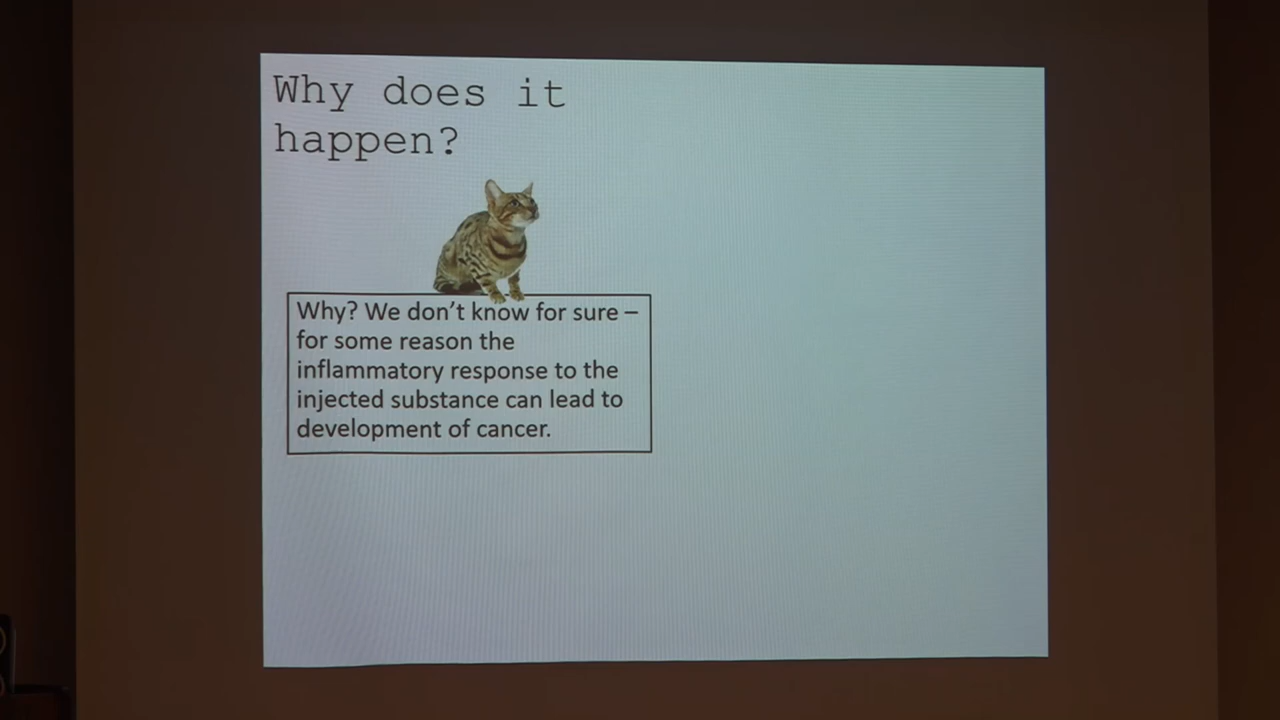 Why does it
happen?
Why? We don't know for sure –
for some reason the
inflammatory response to the
injected substance can lead to
development of cancer.